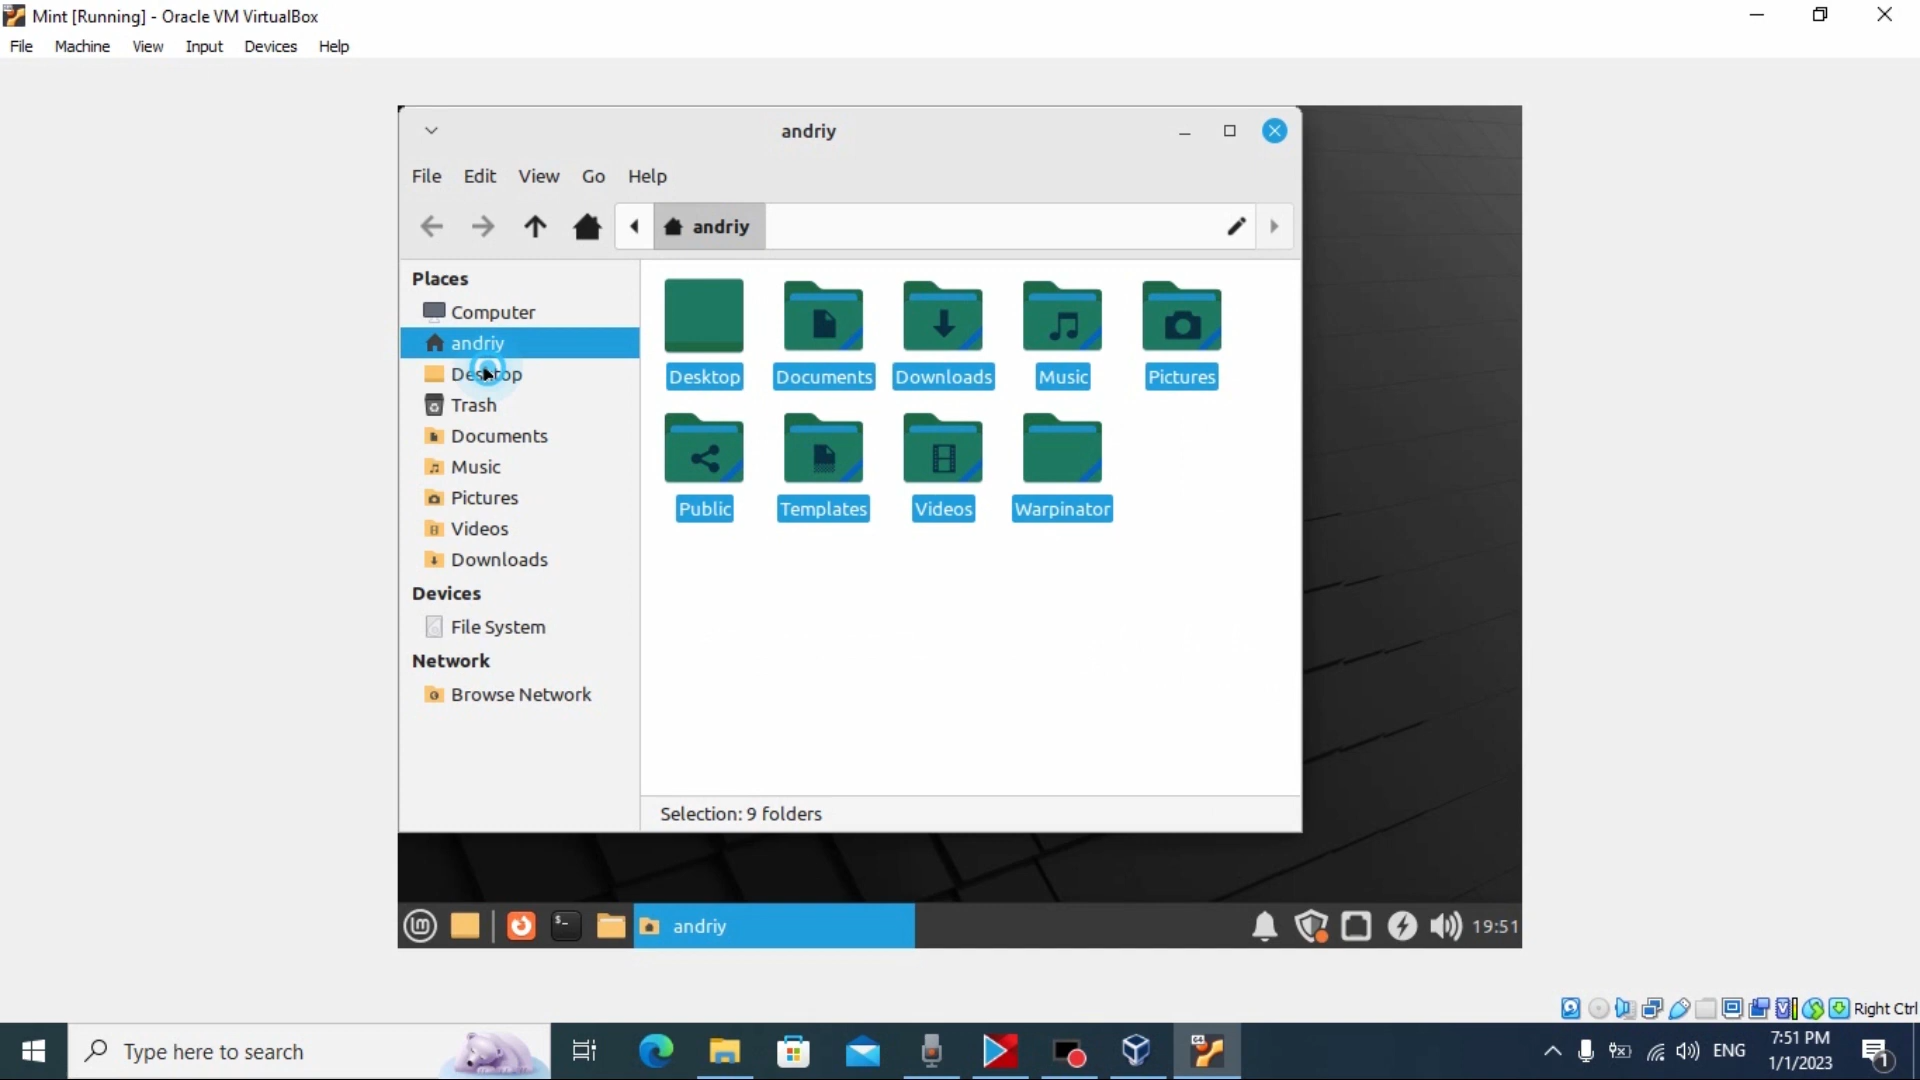 Mint [Running] - Oracle VM VirtualBox
File Machine View Input Devices Help
andriy
File Edit View Go Help
andriy
Places
Computer
andriy
Desktop
Trash
Documents
Music
Pictures
Videos
Downloads
Devices
File System
Network
Browse Network
Desktop Documents Downloads Music Pictures
Public Templates Videos Warpinator
Selection: 9 folders
andriy
19:51
Right Ctrl
Type here to search
64
ENG
7:51 PM
1/1/2023
1